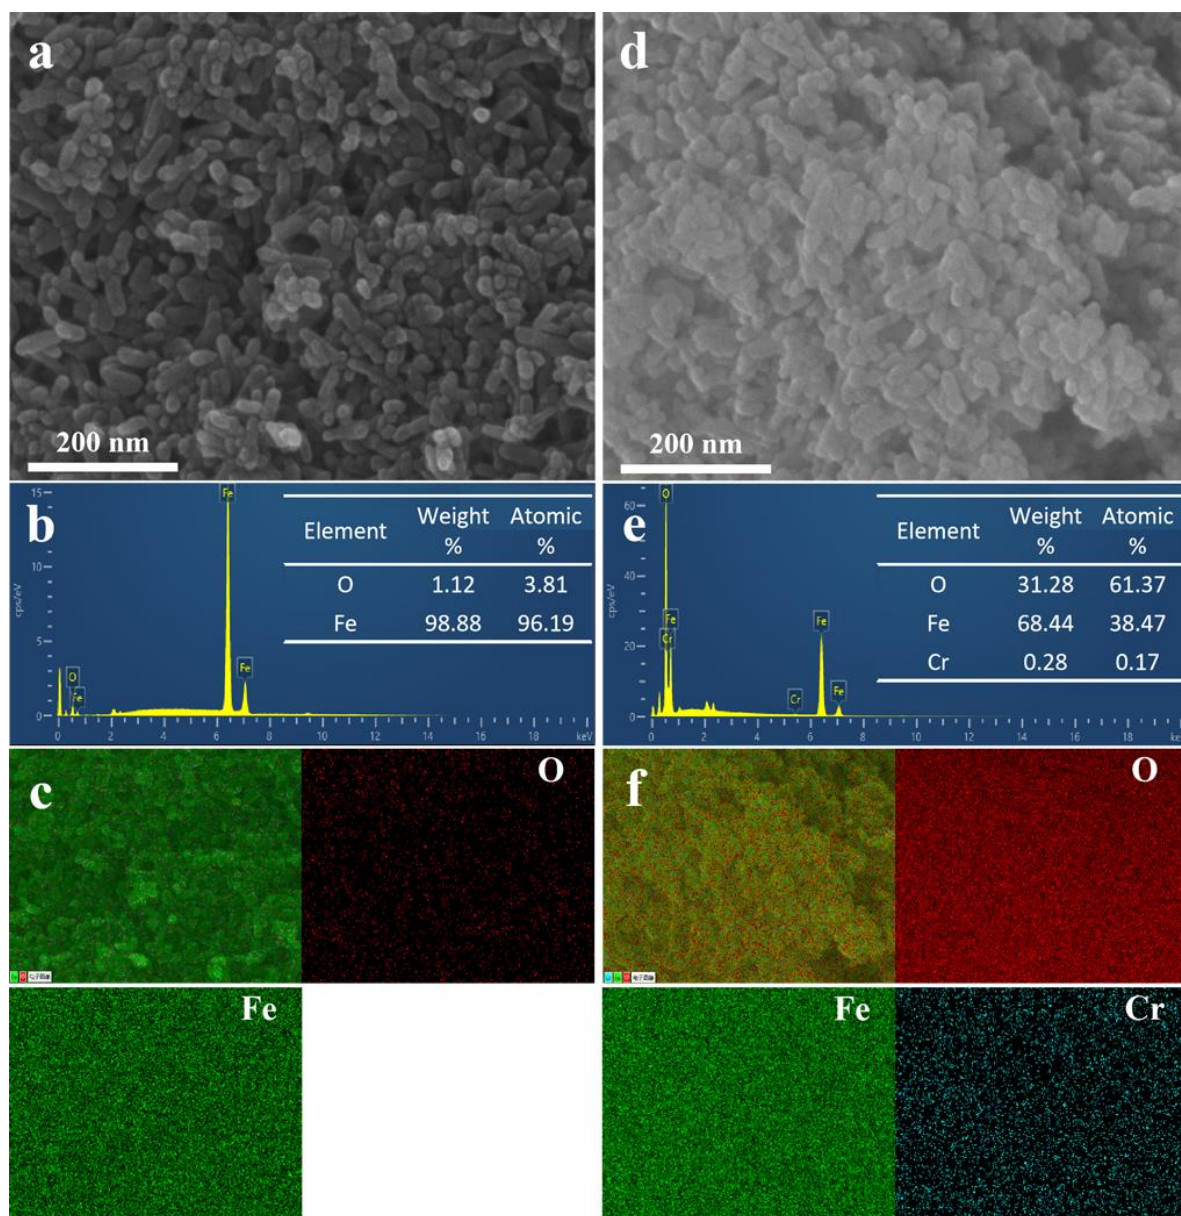 a
200 nm
d
200 nm
b
cps/eV
15
10
5
0
Fe
O
Fe
Fe
0 2 4 6 8 10 12 14 16 18 keV
Element Weight % Atomic %
O 1.12 3.81
Fe 98.88 96.19
e
cps/eV
60
40
20
0
O
Fe
Cr
Cr
Fe
Fe
0 2 4 6 8 10 12 14 16 18
Element Weight % Atomic %
O 31.28 61.37
Fe 68.44 38.47
Cr 0.28 0.17
c
O
f
O
Fe
Fe
Cr